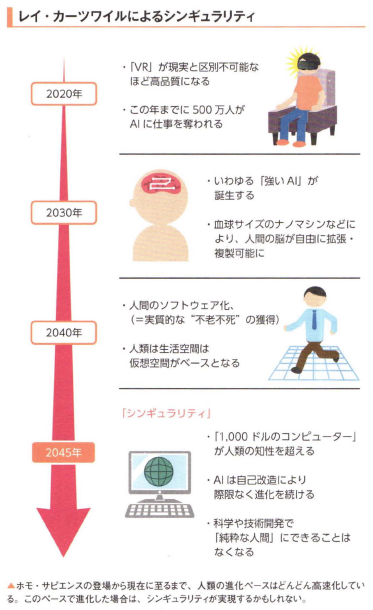 レイ・カーツワイルによるシンギュラリティ
2020年
・「VR」が現実と区別不可能な
ほど高品質になる
・この年までに500万人が
AIに仕事を奪われる
2030年
・いわゆる「強いAI」が
誕生する
・血球サイズのナノマシンなどに
より、人間の脳が自由に拡張・
複製可能に
2040年
・人間のソフトウェア化、
(=実質的な“不老不死”の獲得)
・人類は生活空間は
仮想空間がベースとなる
「シンギュラリティ」
2045年
・「1,000ドルのコンピューター」
が人類の知性を超える
・AIは自己改造により
際限なく進化を続ける
・科学や技術開発で
「純粋な人間」にできることは
なくなる
▲ホモ・サピエンスの登場から現在に至るまで、人類の進化ペースはどんどん高速化してい
る。このペースで進化した場合は、シンギュラリティが実現するかもしれない。